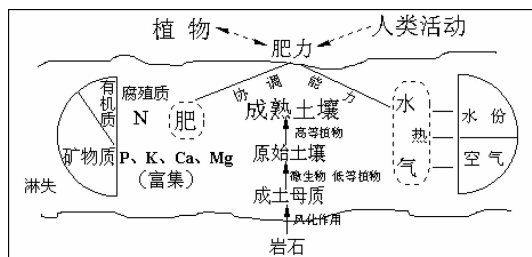 植物
人类活动
肥力
协调能力
有机质
腐殖质
N
肥
成熟土壤
水
热
气
水份
空气
高等植物
原始土壤
矿物质
P、K、Ca、Mg
(富集)
微生物 低等植物
淋失
成土母质
风化作用
岩石